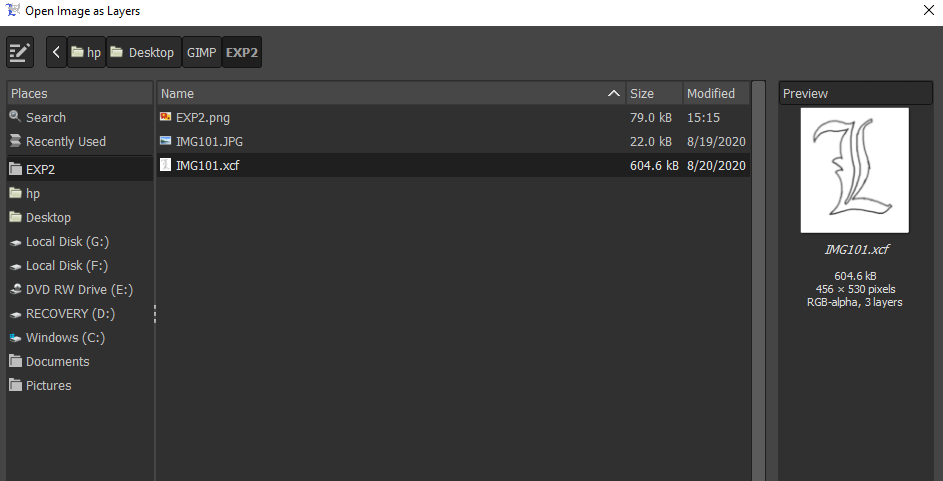 Open Image as Layers
hp Desktop GIMP EXP2
Places
Search
Recently Used
EXP2
hp
Desktop
Local Disk (G:)
Local Disk (F:)
DVD RW Drive (E:)
RECOVERY (D:)
Windows (C:)
Documents
Pictures
Name Size Modified
EXP2.png 79.0 kB 15:15
IMG101.JPG 22.0 kB 8/19/2020
IMG101.xcf 604.6 kB 8/20/2020
Preview
L
IMG101.xcf
604.6 kB
456 × 530 pixels
RGB-alpha, 3 layers